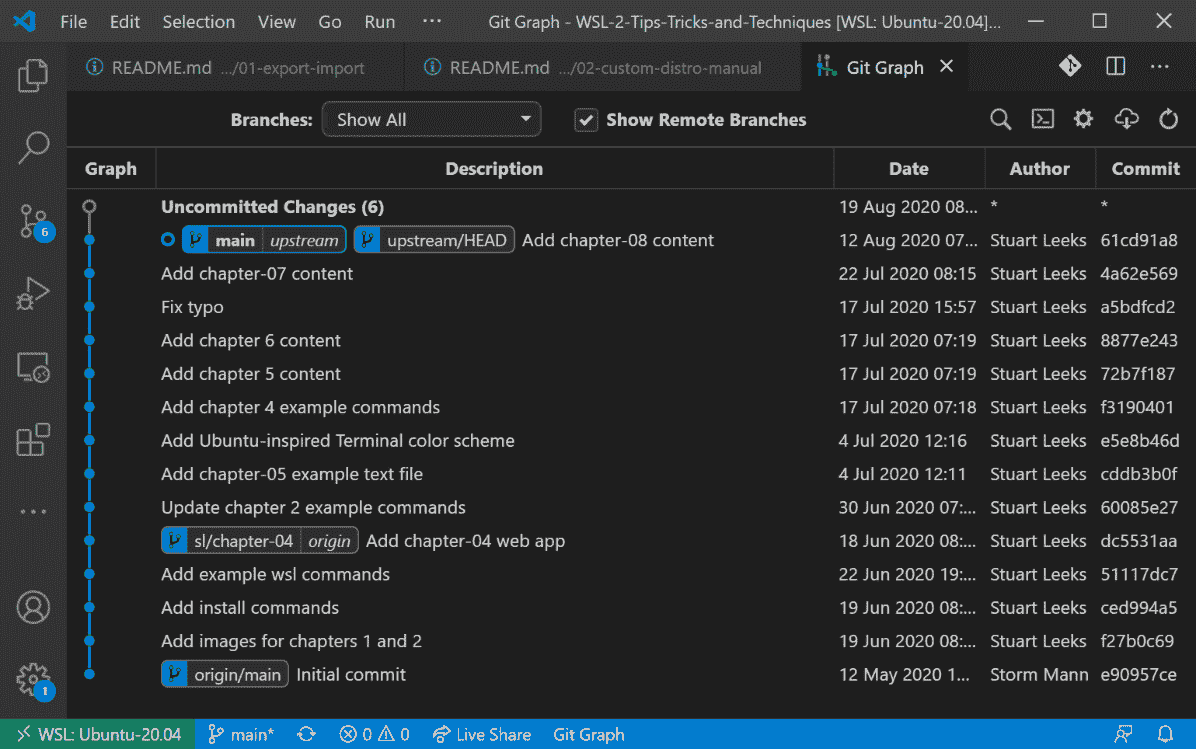 File Edit Selection View Go Run ··· Git Graph - WSL-2-Tips-Tricks-and-Techniques [WSL: Ubuntu-20.04]...
README.md .../01-export-import README.md .../02-custom-distro-manual Git Graph
Branches: Show All Show Remote Branches
Graph Description Date Author Commit
Uncommitted Changes (6) 19 Aug 2020 08... * *
6
main upstream upstream/HEAD Add chapter-08 content 12 Aug 2020 07... Stuart Leeks 61cd91a8
Add chapter-07 content 22 Jul 2020 08:15 Stuart Leeks 4a62e569
Fix typo 17 Jul 2020 15:57 Stuart Leeks a5bdfcd2
Add chapter 6 content 17 Jul 2020 07:19 Stuart Leeks 8877e243
Add chapter 5 content 17 Jul 2020 07:19 Stuart Leeks 72b7f187
Add chapter 4 example commands 17 Jul 2020 07:18 Stuart Leeks f3190401
Add Ubuntu-inspired Terminal color scheme 4 Jul 2020 12:16 Stuart Leeks e5e8b46d
Add chapter-05 example text file 4 Jul 2020 12:11 Stuart Leeks cddb3b0f
Update chapter 2 example commands 30 Jun 2020 07:... Stuart Leeks 60085e27
sl/chapter-04 origin Add chapter-04 web app 18 Jun 2020 08:... Stuart Leeks dc5531aa
Add example wsl commands 22 Jun 2020 19:... Stuart Leeks 51117dc7
Add install commands 19 Jun 2020 08:... Stuart Leeks ced994a5
Add images for chapters 1 and 2 19 Jun 2020 08:... Stuart Leeks f27b0c69
origin/main Initial commit 12 May 2020 1... Storm Mann e90957ce
1
WSL: Ubuntu-20.04 main* 0 0 Live Share Git Graph